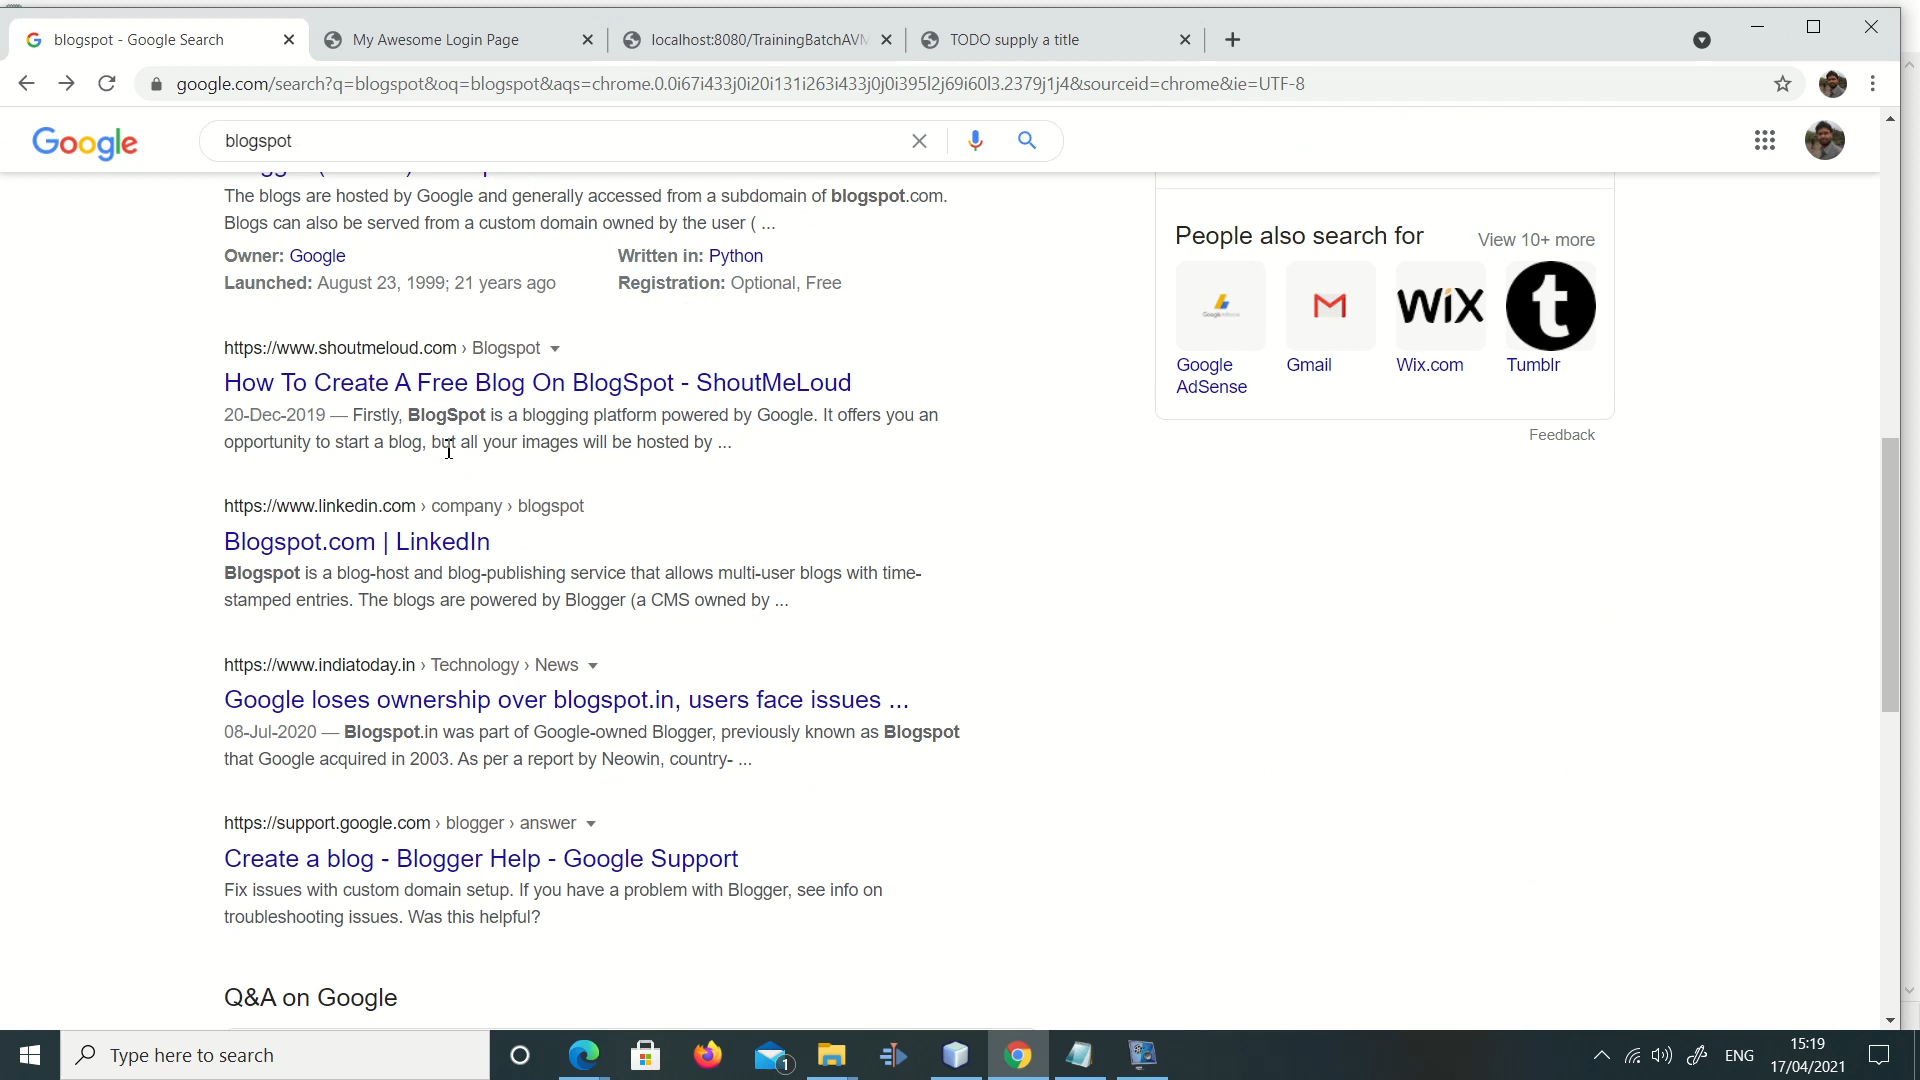 blogspot - Google Search
My Awesome Login Page
localhost:8080/TrainingBatchAVM
TODO supply a title
google.com/search?q=blogspot&oq=blogspot&aqs=chrome.0.0i67i433j0i20i131i263i433j0j0i395l2j69i60l3.2379j1j4&sourceid=chrome&ie=UTF-8
Google
blogspot
The blogs are hosted by Google and generally accessed from a subdomain of blogspot.com.
Blogs can also be served from a custom domain owned by the user ( ...
Owner: Google
Written in: Python
Launched: August 23, 1999; 21 years ago
Registration: Optional, Free
https://www.shoutmeloud.com › Blogspot
How To Create A Free Blog On BlogSpot - ShoutMeLoud
20-Dec-2019 — Firstly, BlogSpot is a blogging platform powered by Google. It offers you an
opportunity to start a blog, but all your images will be hosted by ...
https://www.linkedin.com › company › blogspot
Blogspot.com | LinkedIn
Blogspot is a blog-host and blog-publishing service that allows multi-user blogs with time-
stamped entries. The blogs are powered by Blogger (a CMS owned by ...
https://www.indiatoday.in › Technology › News
Google loses ownership over blogspot.in, users face issues ...
08-Jul-2020 — Blogspot.in was part of Google-owned Blogger, previously known as Blogspot
that Google acquired in 2003. As per a report by Neowin, country- ...
https://support.google.com › blogger › answer
Create a blog - Blogger Help - Google Support
Fix issues with custom domain setup. If you have a problem with Blogger, see info on
troubleshooting issues. Was this helpful?
Q&A on Google
People also search for
View 10+ more
WiX
t
Google
AdSense
Gmail
Wix.com
Tumblr
Feedback
Type here to search
1
ENG
15:19
17/04/2021